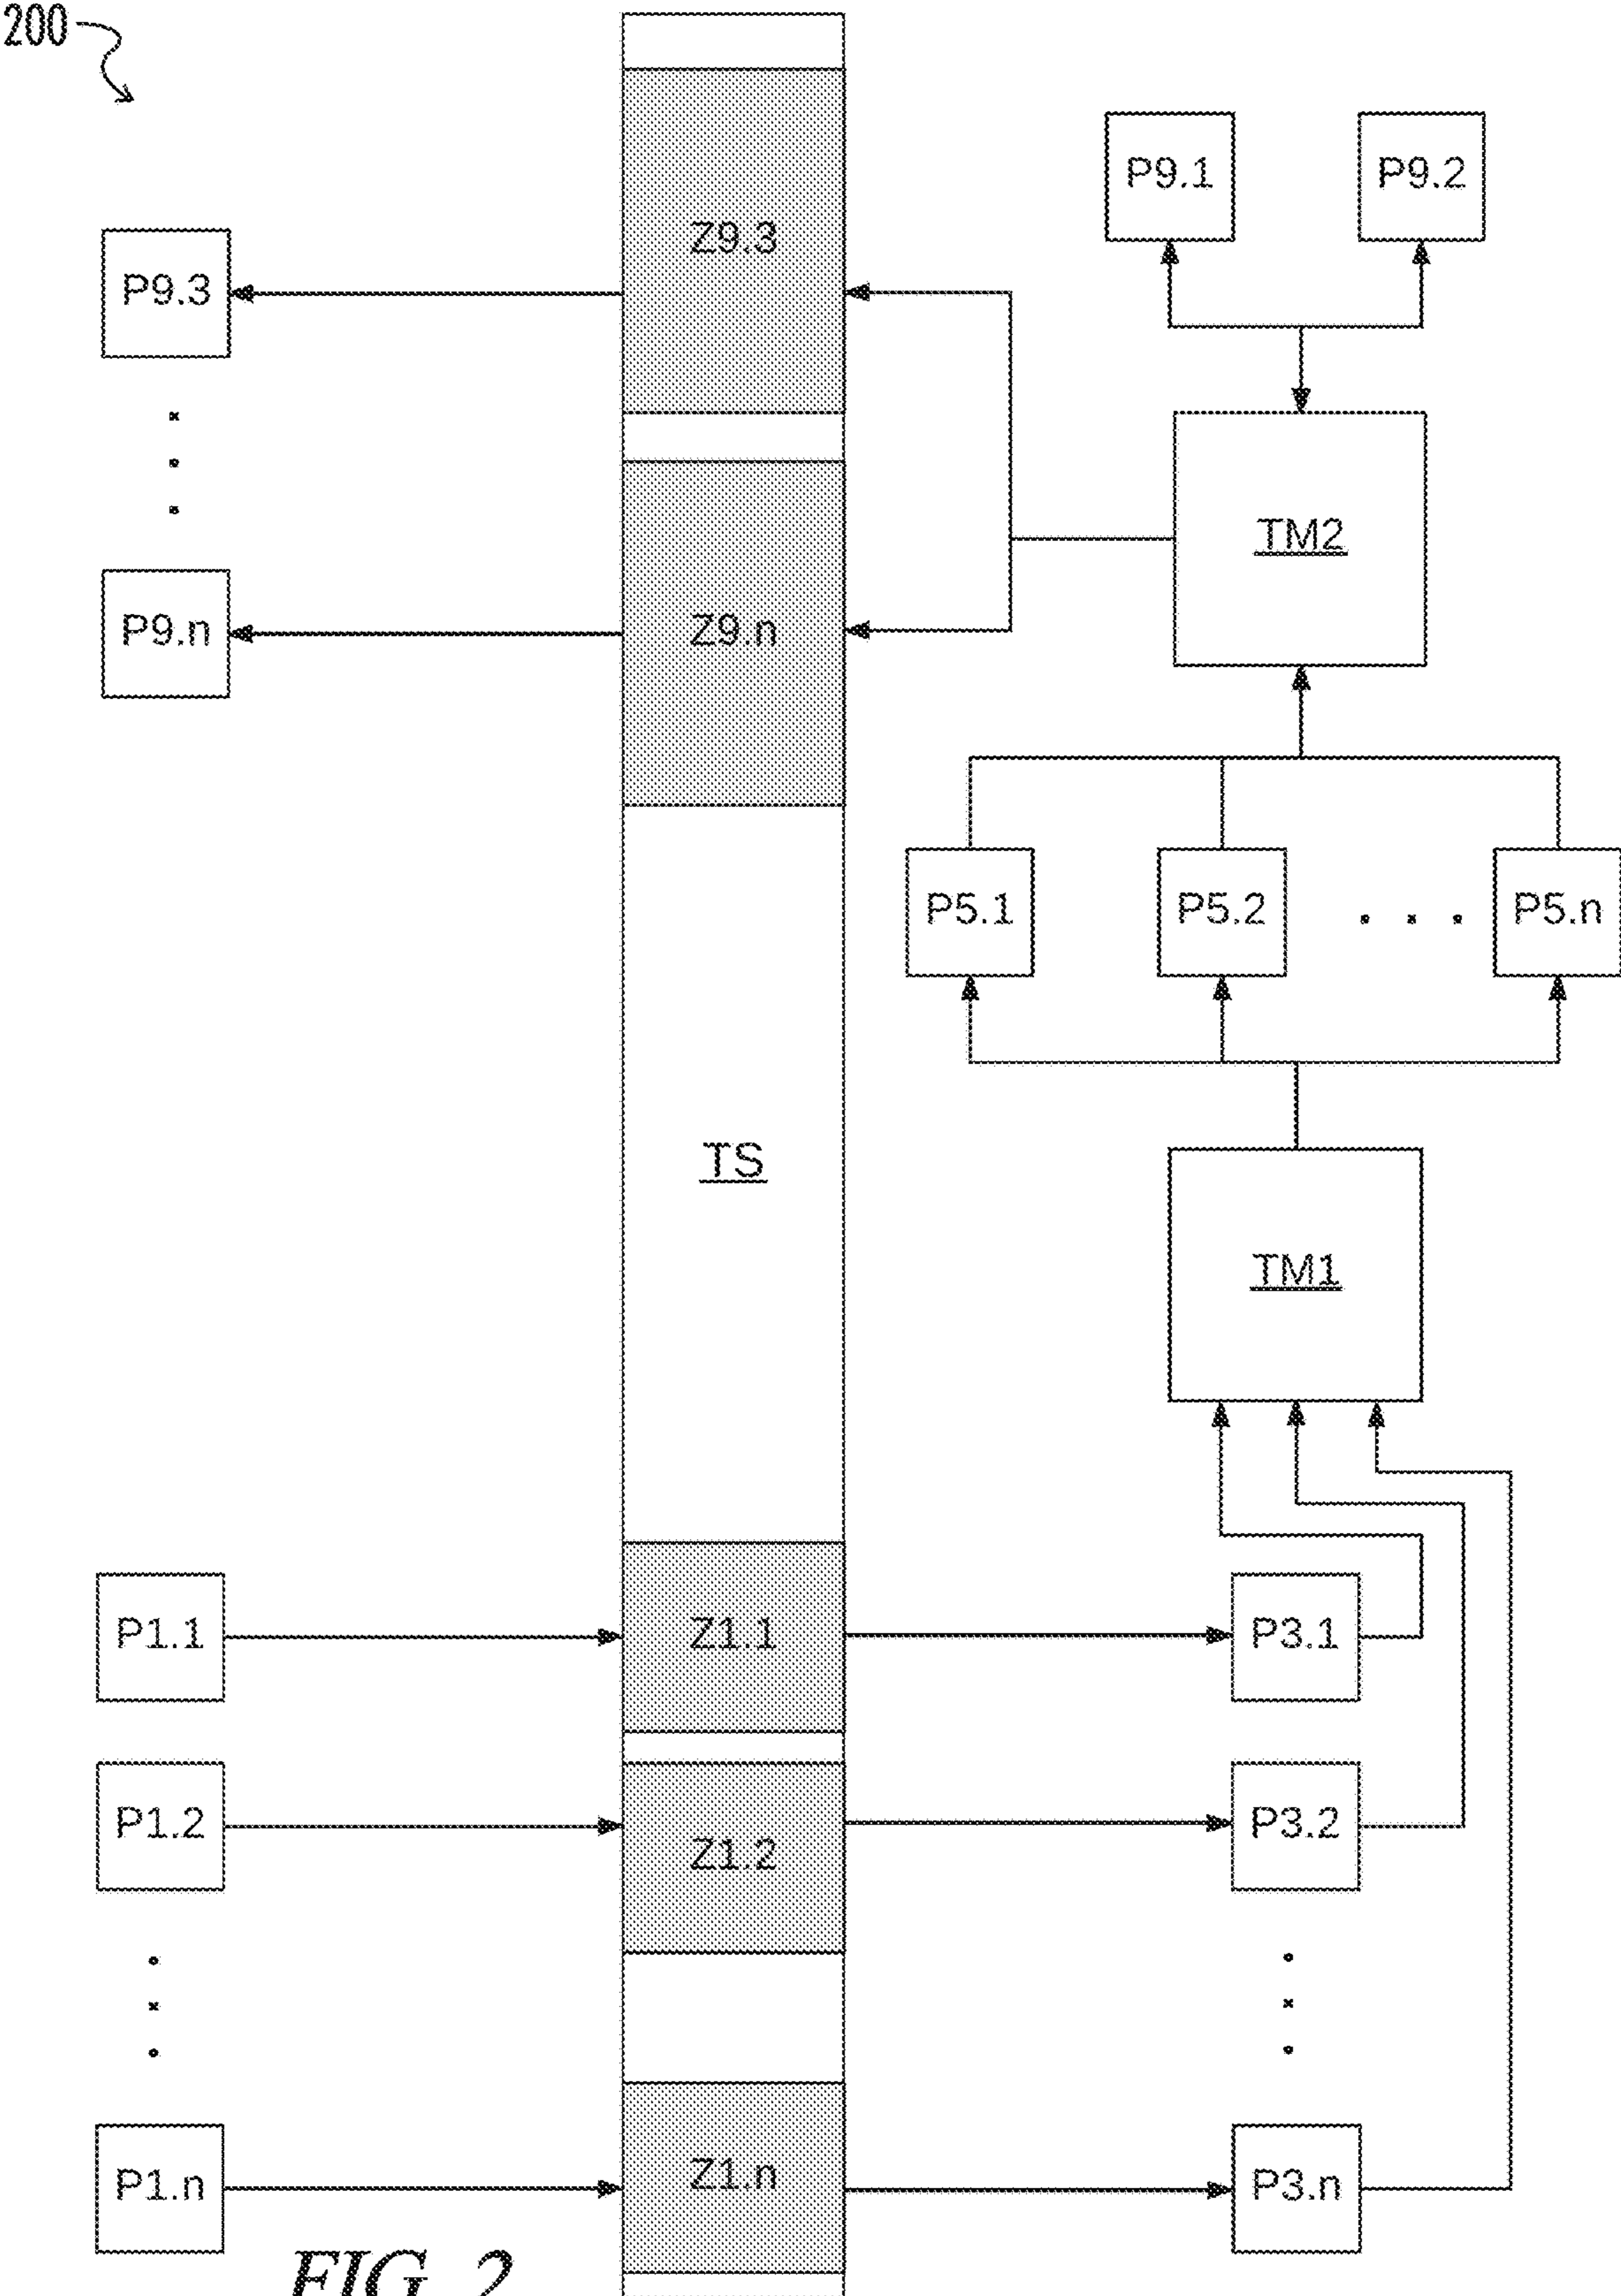 200
P9.1
P9.2
Z9.3
P9.3
TM2
Z9.n
P9.n
P5.1
P5.2
. . .
P5.n
TS
TM1
P1.1
Z1.1
P3.1
P1.2
Z1.2
P3.2
P1.n
Z1.n
P3.n
FIG. 2